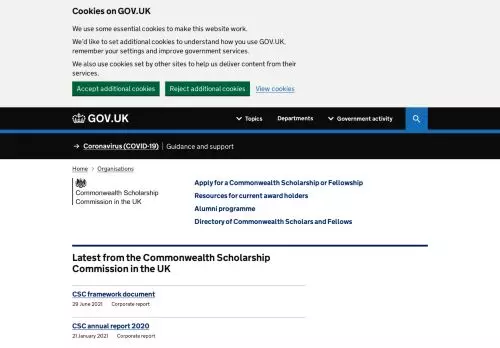 Cookies on GOV.UK
We use some essential cookies to make this website work.
We'd like to set additional cookies to understand how you use GOV.UK,
remember your settings and improve government services.
We also use cookies set by other sites to help us deliver content from their
services.
Accept additional cookies Reject additional cookies View cookies
GOV.UK Topics Departments Government activity
→ Coronavirus (COVID-19) Guidance and support
Home > Organisations
Commonwealth Scholarship
Commission in the UK
Apply for a Commonwealth Scholarship or Fellowship
Resources for current award holders
Alumni programme
Directory of Commonwealth Scholars and Fellows
Latest from the Commonwealth Scholarship
Commission in the UK
CSC framework document
29 June 2021 Corporate report
CSC annual report 2020
21 January 2021 Corporate report